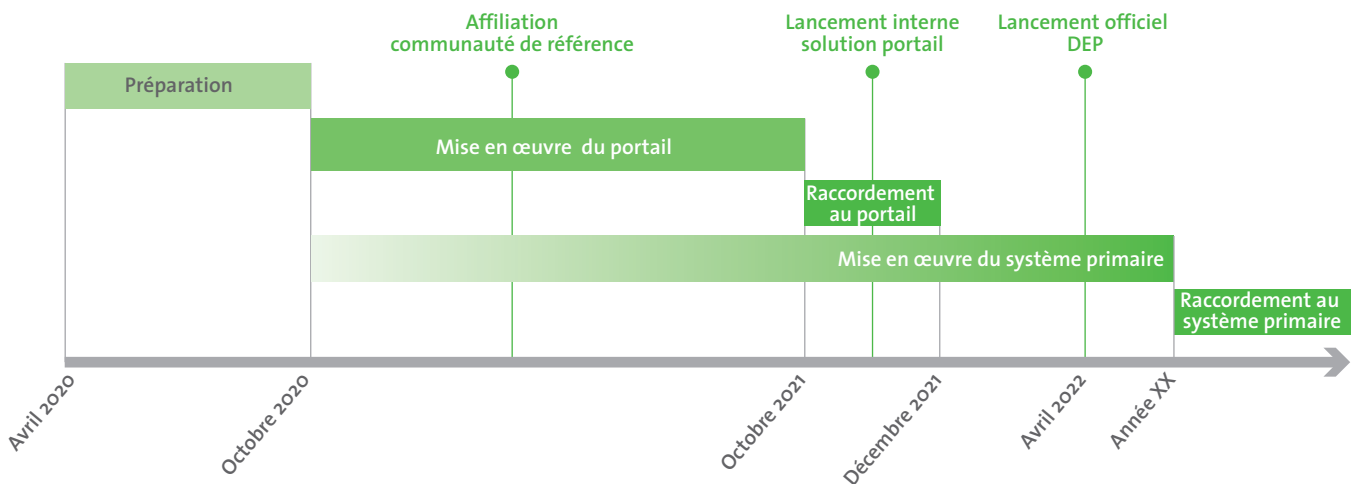 Affiliation
communauté de référence
Lancement interne
solution portail
Lancement officiel
DEP
Préparation
Mise en œuvre du portail
Raccordement
au portail
Mise en œuvre du système primaire
Raccordement au
système primaire
Avril 2020
Octobre 2020
Octobre 2021
Décembre 2021
Avril 2022
Année XX